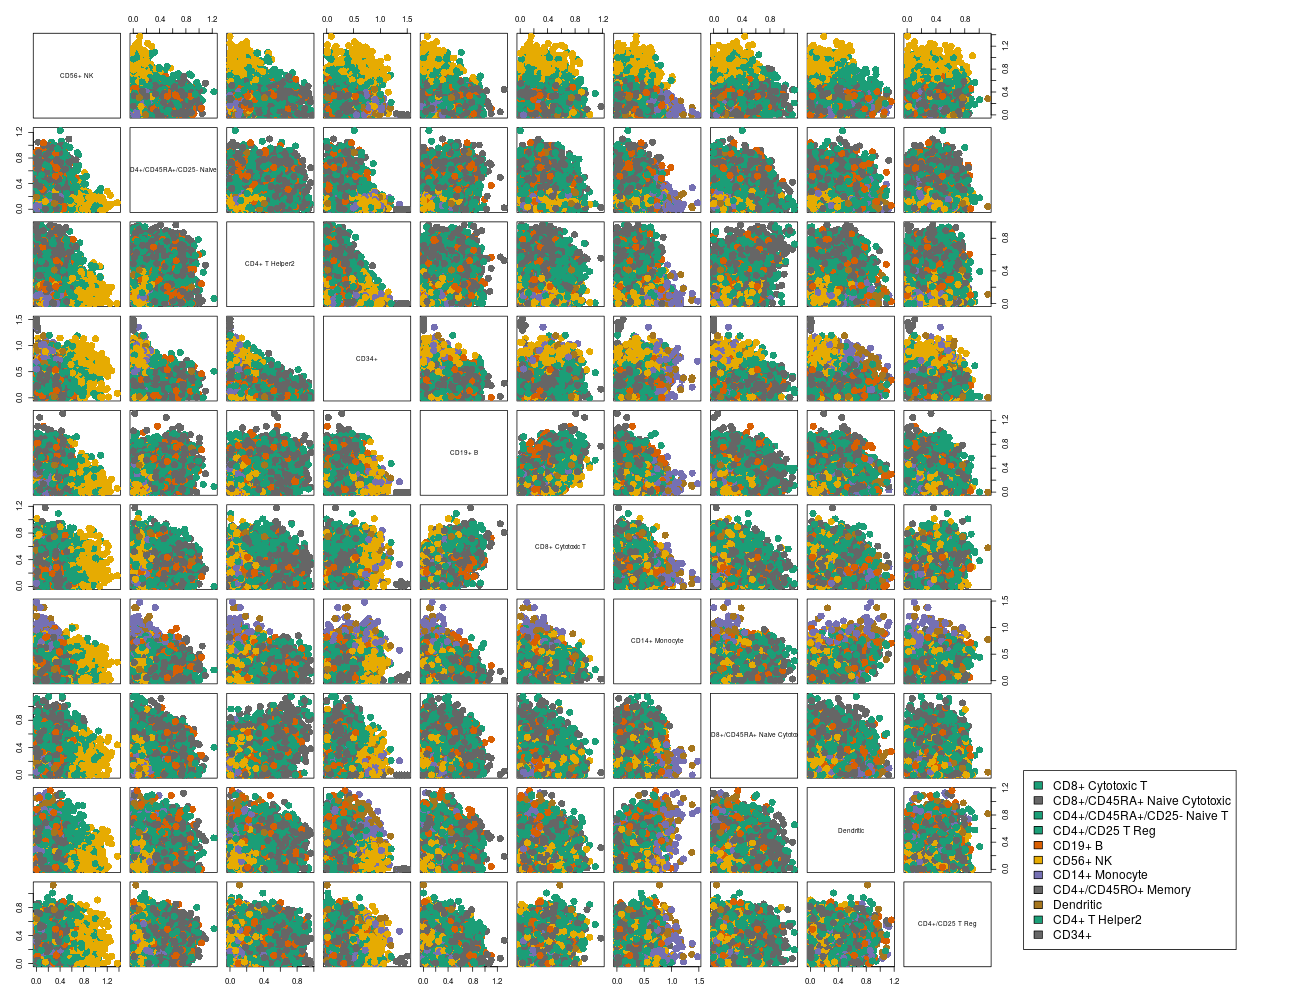 0.0 0.4 0.8 1.2 0.0 0.5 1.0 1.5 0.0 0.4 0.8 1.2 0.0 0.4 0.8 0.0 0.4 0.8
CD56+ NK
0.0 0.4 0.8 1.2
0.0 0.4 0.8 1.2
D4+/CD45RA+/CD25- Naive
CD4+ T Helper2
0.0 0.4 0.8
0.0 0.5 1.0 1.5
CD34+
CD19+ B
0.0 0.4 0.8 1.2
0.0 0.4 0.8 1.2
CD8+ Cytotoxic T
CD14+ Monocyte
0.0 0.5 1.0 1.5
0.0 0.4 0.8
D8+/CD45RA+ Naive Cytoto
Dendritic
0.0 0.4 0.8 1.2
0.0 0.4 0.8
CD4+/CD25 T Reg
0.0 0.4 0.8 1.2 0.0 0.4 0.8 0.0 0.4 0.8 1.2 0.0 0.5 1.0 1.5 0.0 0.4 0.8 1.2
CD8+ Cytotoxic T
CD8+/CD45RA+ Naive Cytotoxic
CD4+/CD45RA+/CD25- Naive T
CD4+/CD25 T Reg
CD19+ B
CD56+ NK
CD14+ Monocyte
CD4+/CD45RO+ Memory
Dendritic
CD4+ T Helper2
CD34+